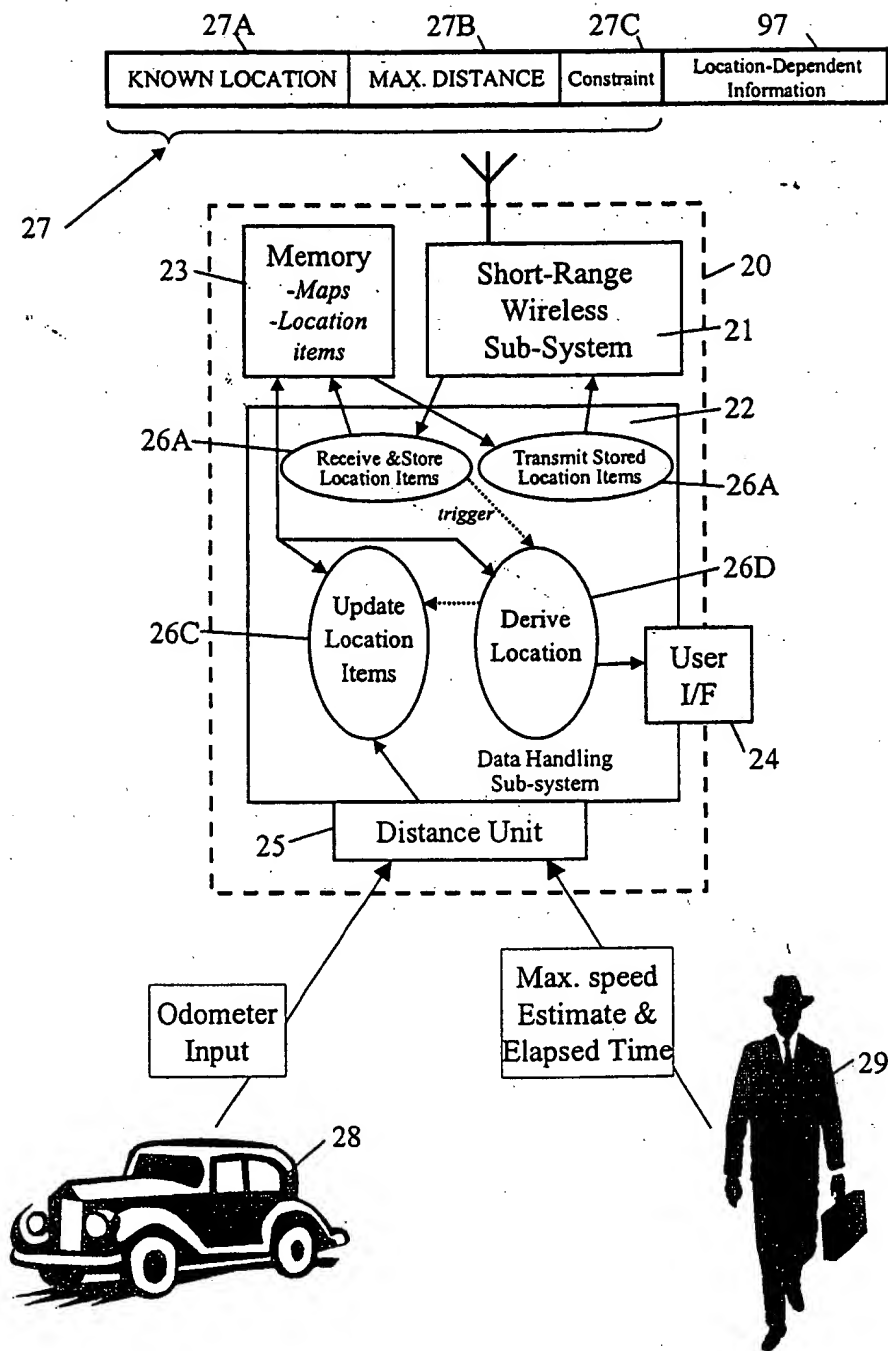 27A 27B 27C 97
KNOWN LOCATION MAX. DISTANCE Constraint Location-Dependent
Information
27
23
Memory
-Maps
-Location
items
Short-Range
Wireless
Sub-System
20
21
22
26A
Receive &Store
Location Items
Transmit Stored
Location Items
26A
trigger
26D
Update
Location
Items
26C
Derive
Location
User
I/F
24
Data Handling
Sub-system
25
Distance Unit
Odometer
Input
Max. speed
Estimate &
Elapsed Time
28
29